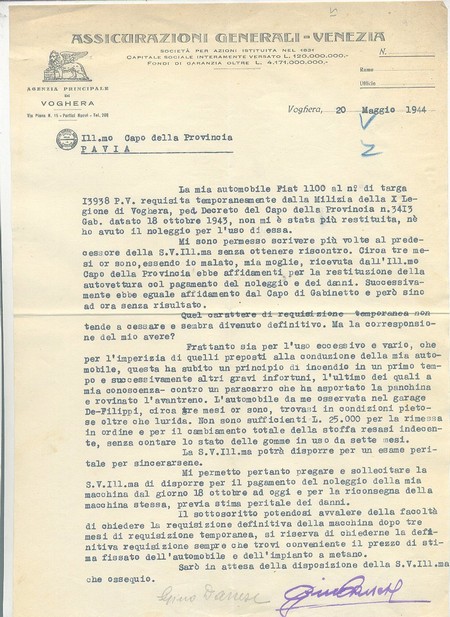 ASSICURAZIONI GENERALI - VENEZIA
SOCIETÀ PER AZIONI ISTITUITA NEL 1831
CAPITALE SOCIALE INTERAMENTE VERSATO L. 120.000.000.-
FONDI DI GARANZIA OLTRE L. 4.171.000.000.-
N.
Nome
Ufficio
AGENZIA PRINCIPALE
DI
VOGHERA
Voghera, 20 Maggio 1944
Ill.mo Capo della Provincia
PAVIA
La mia automobile Fiat 1100 al nº di targa
13938 P.V. requisita temporaneamente dalla Milizia della X Le
gione di Voghera, ped Decreto del Capo della Provincia n.3413
Gab. datato 18 ottobre 1943, non mi è stata più restituita, nè
ho avuto il noleggio per l'uso di essa.
Mi sono permesso scrivere più volte al prede-
cessore della S.V.Ill.ma senza ottenere riscontro. Circa tre me-
si or sono, essendo io malato, mia moglie, ricevuta dall'Ill.mo
Capo della Provincia ebbe affidamenti per la restituzione della
autovettura col pagamento del noleggio e dei danni. Successiva-
mente ebbe eguale affidamento dal Capo di Gabinetto e però sino
ad ora senza risultato.
Quel carattere di requisizione temporanea non
tende a cessare e sembra divenuto definitivo. Ma la corresponsio-
ne del mio avere?
Frattanto sia per l'uso eccessivo e vario, che
per l'imperizia di quelli preposti alla conduzione della mia auto-
mobile, questa ha subito un principio di incendio in un primo tem-
po e successivamente altri gravi infortuni, l'ultimo dei quali a
mia conoscenza- contro un paracarro che ha asportato la panchina
e rovinato l'avantreno. L'automobile da me osservata nel garage
De-Filippi, circa tre mesi or sono, trovasi in condizioni pieto-
se oltre che lurida. Non sono sufficienti L. 25.000 per la rimessa
in ordine e per il cambiamento totale della stoffa resasi indecen-
te, senza contare lo stato delle gomme in uso da sette mesi.
La S.V.Ill.ma potrà disporre per un esame peri-
tale per sincerarsene.
Mi permetto pertanto pregare e sollecitare la
S.V.Ill.ma di disporre per il pagamento del noleggio della mia
macchina dal giorno 18 ottobre ad oggi e per la riconsegna della
macchina stessa, previa stima peritale dei danni.
Il sottoscritto potendosi avvalere della facoltà
di chiedere la requisizione definitiva della macchina dopo tre
mesi di requisizione temporanea, si riserva di chiederne la defi-
nitiva requisizione sempre che trovi conveniente il prezzo di sti-
ma fissato dell'automobile e dell'impianto a metano.
Sarò in attesa della disposizione della S.V.Ill.ma
che ossequio.